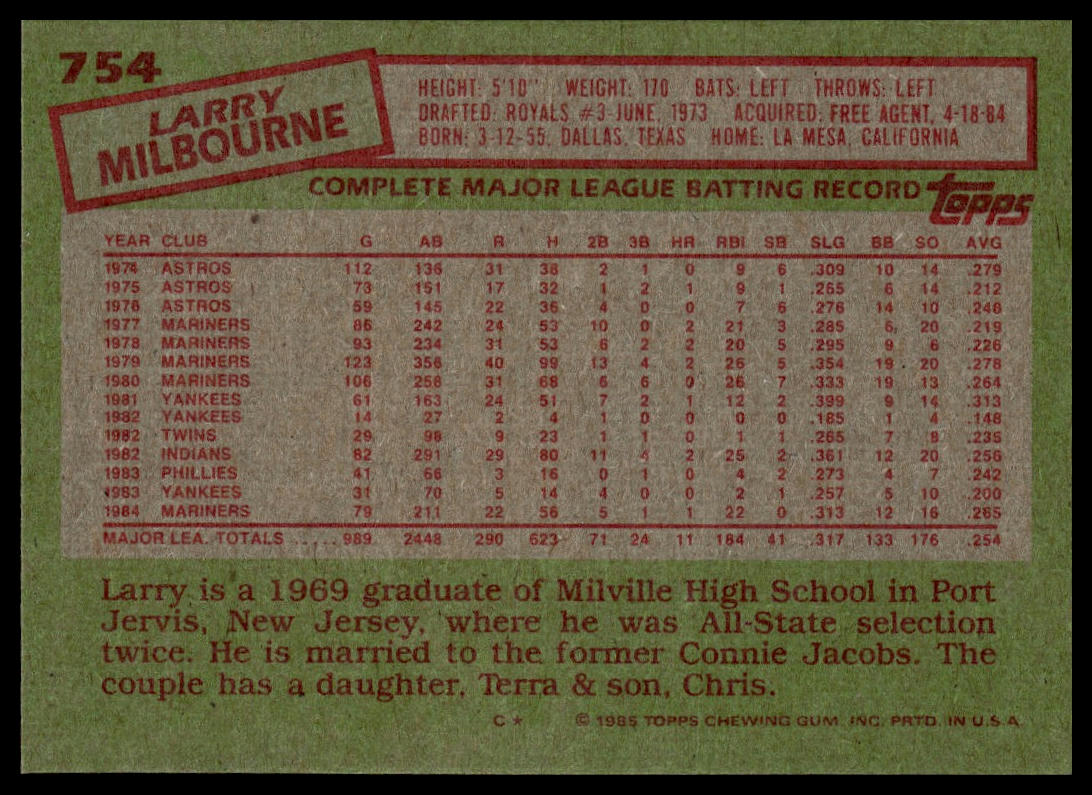 754
LARRY
MILBOURNE
HEIGHT: 5'10" WEIGHT: 170 BATS: LEFT THROWS: LEFT
DRAFTED: ROYALS #3-JUNE, 1973 ACQUIRED: FREE AGENT, 4-18-84
BORN: 3-12-55, DALLAS, TEXAS HOME: LA MESA, CALIFORNIA
COMPLETE MAJOR LEAGUE BATTING RECORD topps
YEAR CLUB G AB R H 2B 3B HR RBI SB SLG BB SO AVG
1974 ASTROS 112 136 31 38 2 1 0 9 6 .309 10 14 .279
1975 ASTROS 73 151 17 32 1 2 1 9 1 .265 6 14 .212
1976 ASTROS 59 145 22 36 4 0 0 7 6 .276 14 10 .248
1977 MARINERS 86 242 24 53 10 0 2 21 3 .285 6 20 .219
1978 MARINERS 93 234 31 53 6 2 2 20 5 .295 9 6 .226
1979 MARINERS 123 356 40 99 13 4 2 26 5 .354 19 20 .278
1980 MARINERS 106 258 31 68 6 6 0 26 7 .333 19 13 .264
1981 YANKEES 61 163 24 51 7 2 1 12 2 .399 9 14 .313
1982 YANKEES 14 27 2 4 1 0 0 0 0 .185 1 4 .148
1982 TWINS 29 98 9 23 1 1 0 1 1 .265 7 8 .235
1982 INDIANS 82 291 29 80 11 4 2 25 2 .361 12 20 .256
1983 PHILLIES 41 66 3 16 0 1 0 4 2 .273 4 7 .242
1983 YANKEES 31 70 5 14 4 0 0 2 1 .257 5 10 .200
1984 MARINERS 79 211 22 56 5 1 1 22 0 .313 12 16 .265
MAJOR LEA. TOTALS ..... 989 2448 290 623 71 24 11 184 41 .317 133 176 .254
Larry is a 1969 graduate of Milville High School in Port
Jervis, New Jersey, where he was All-State selection
twice. He is married to the former Connie Jacobs. The
couple has a daughter, Terra & son, Chris.
C* © 1985 TOPPS CHEWING GUM, INC. PRTD. IN U.S.A.